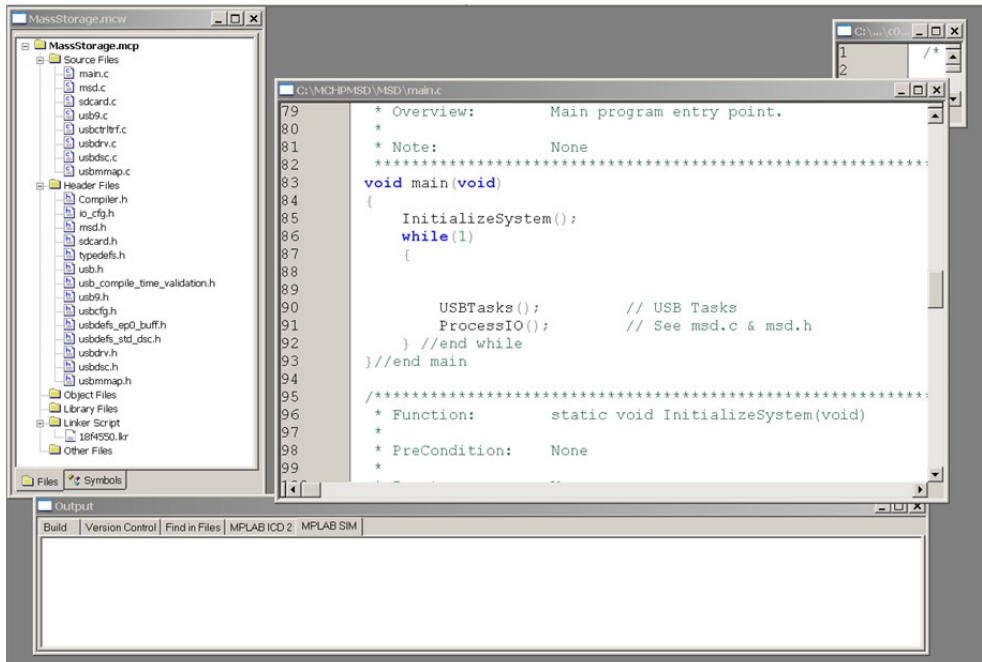 MassStorage.mcw
MassStorage.mcp
Source Files
main.c
msd.c
sdcard.c
usb9.c
usbctrltrf.c
usbdrv.c
usbdsc.c
usbmmap.c
Header Files
Compiler.h
io_cfg.h
msd.h
sdcard.h
typedefs.h
usb.h
usb_compile_time_validation.h
usb9.h
usbcfg.h
usbdefs_ep0_buff.h
usbdefs_std_dsc.h
usbdrv.h
usbdsc.h
usbmmap.h
Object Files
Library Files
Linker Script
18f4550.lkr
Other Files
Files Symbols
C:\...\c0...
1 /*
2
C:\MCHPMSD\MSD\main.c
79 * Overview: Main program entry point.
80 *
81 * Note: None
82 ************************************************************
83 void main(void)
84 {
85 InitializeSystem();
86 while(1)
87 {
88
89
90 USBTasks(); // USB Tasks
91 ProcessIO(); // See msd.c & msd.h
92 } //end while
93 }//end main
94
95 /************************************************************
96 * Function: static void InitializeSystem(void)
97 *
98 * PreCondition: None
99 *
Output
Build Version Control Find in Files MPLAB ICD 2 MPLAB SIM